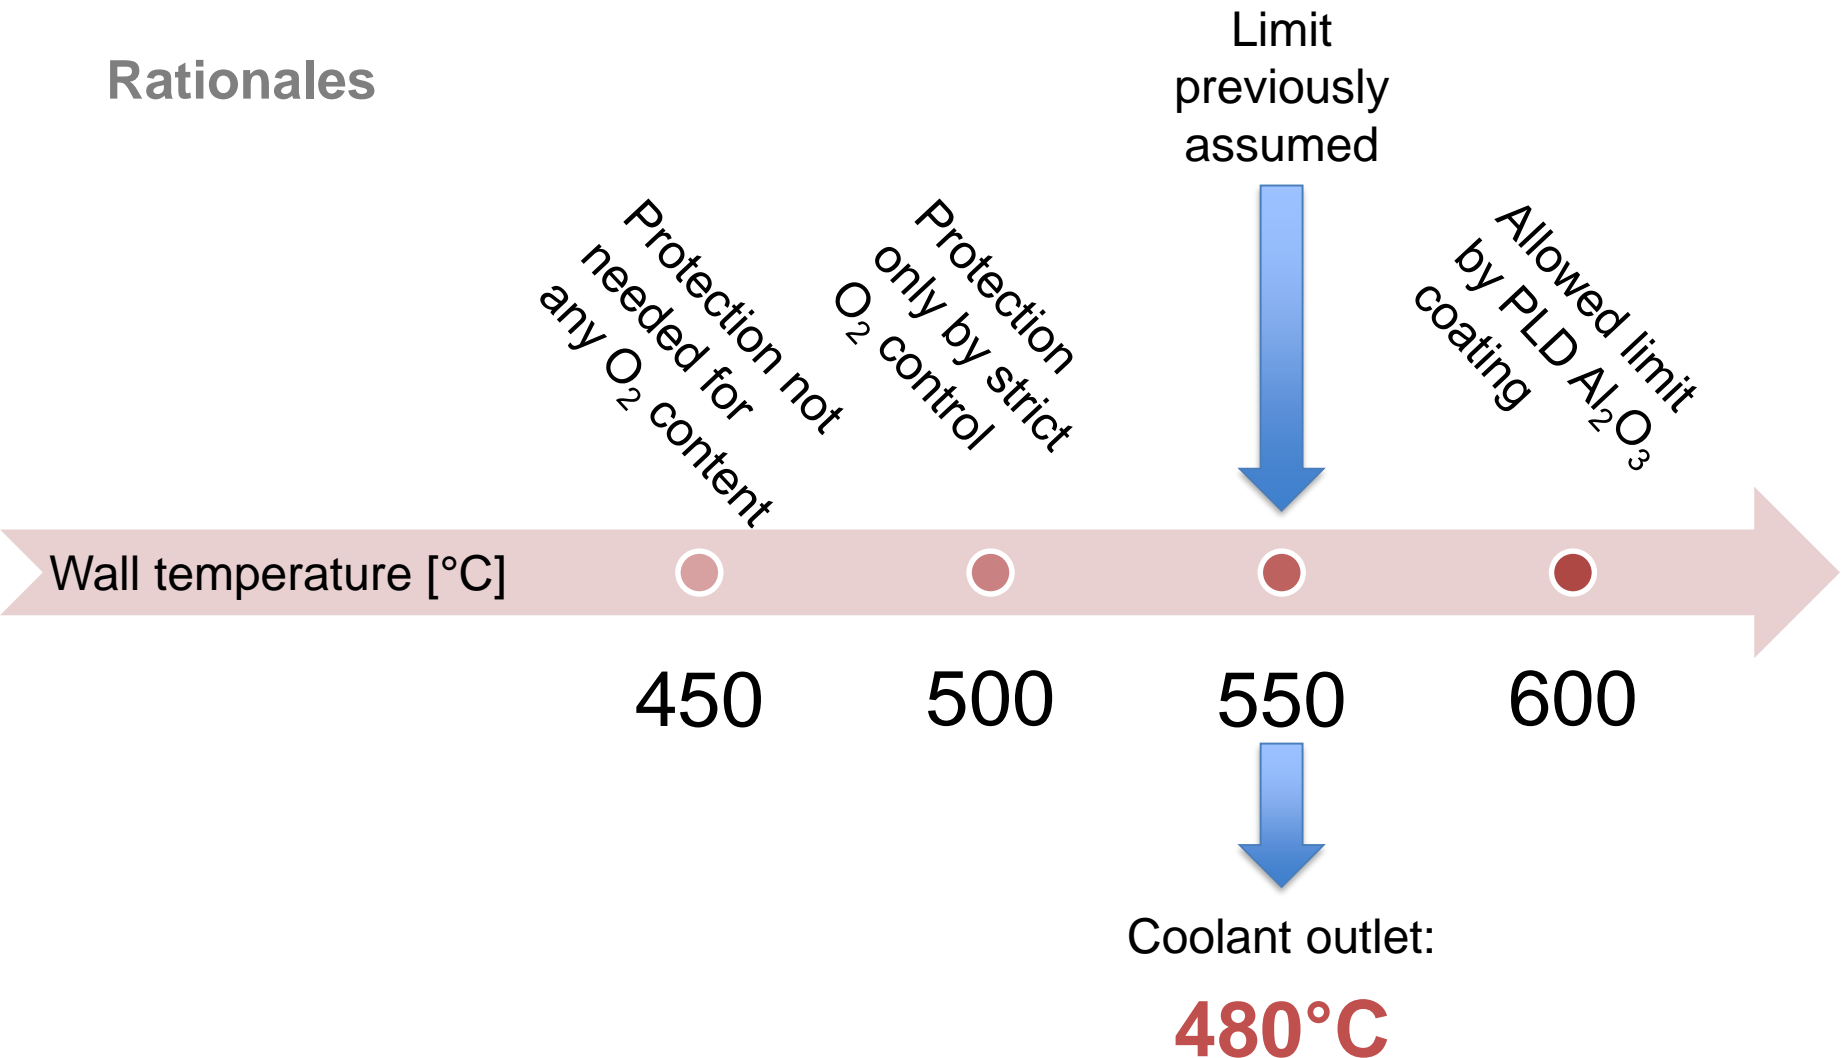 Rationales
Limit
previously
assumed
Protection not
needed for
any O₂ content
Protection
only by strict
O₂ control
Allowed limit
by PLD Al₂O₃
coating
Wall temperature [°C]
450
500
550
600
Coolant outlet:
480°C